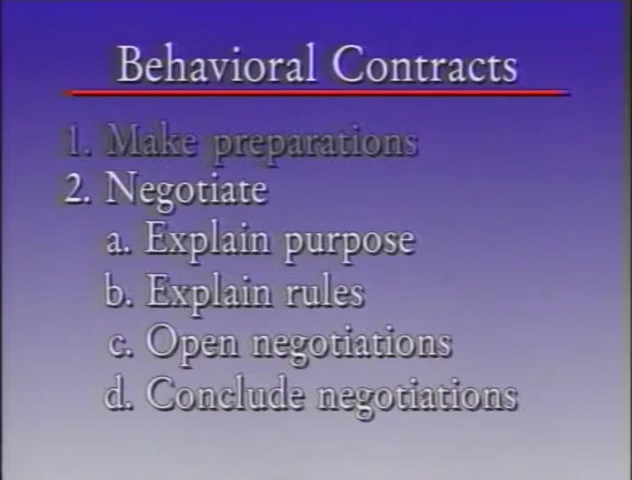 Behavioral Contracts
1. Make preparations
2. Negotiate
a. Explain purpose
b. Explain rules
c. Open negotiations
d. Conclude negotiations